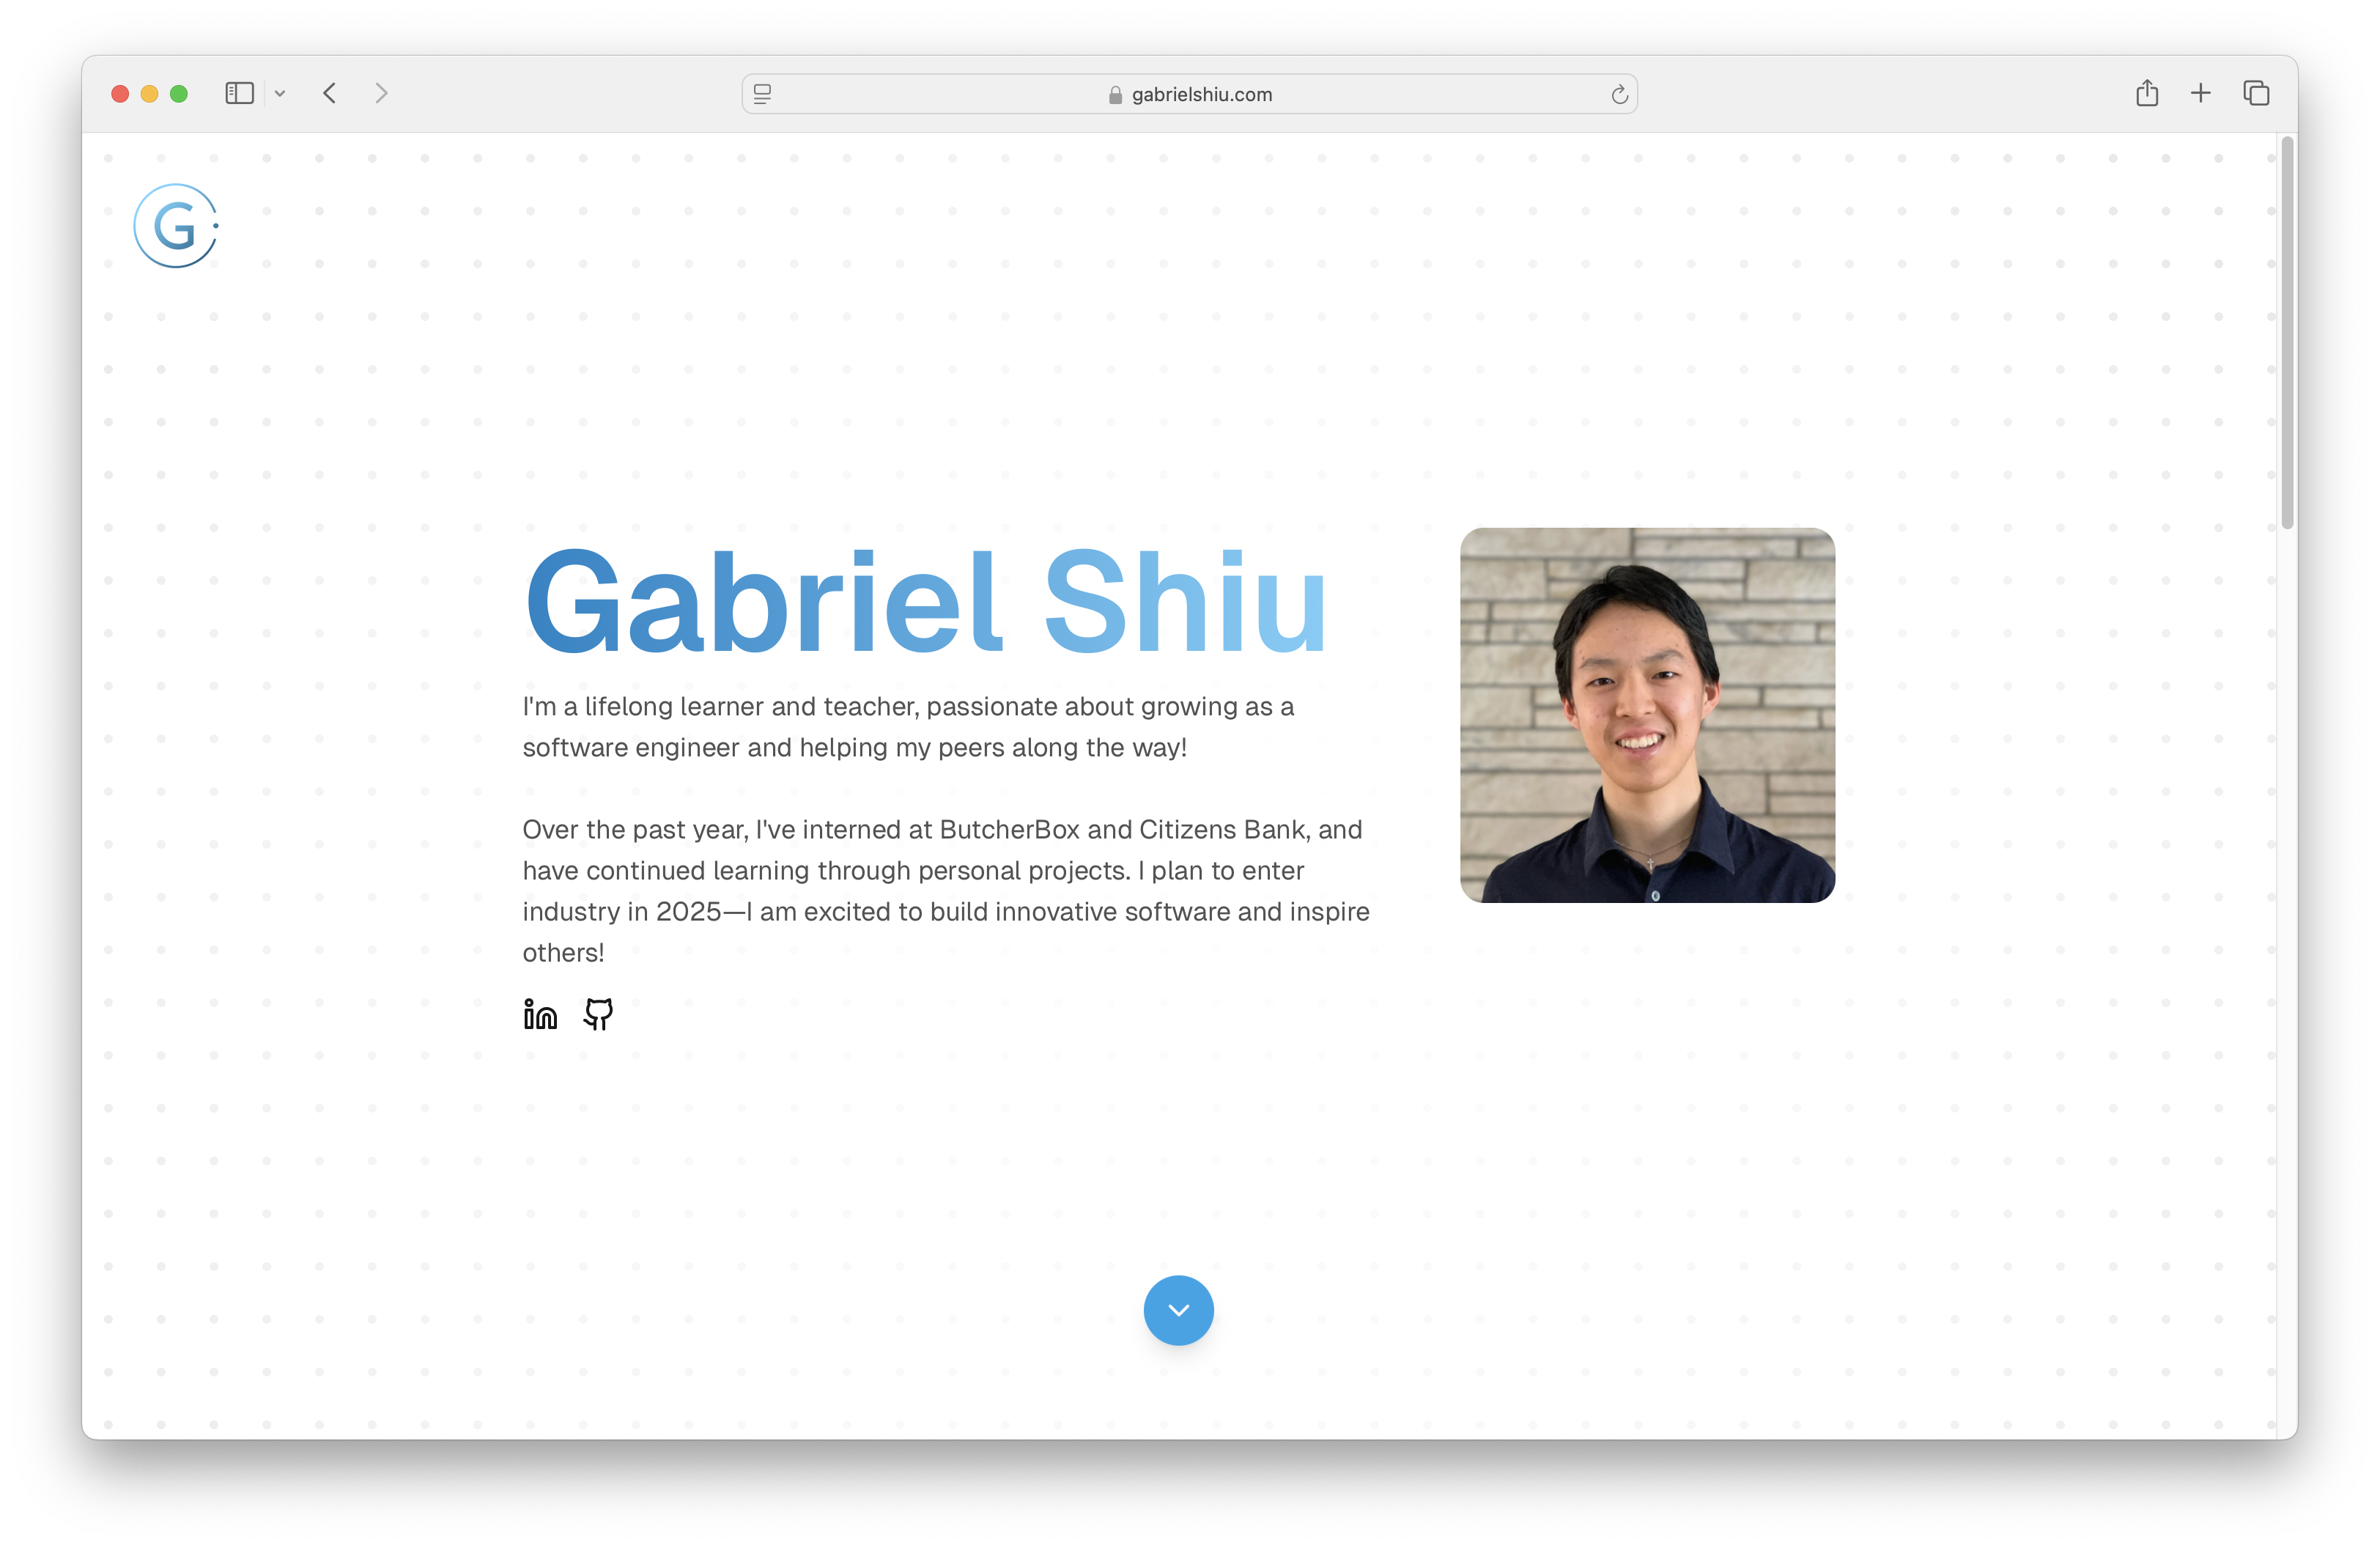 gabrielshiu.com
G
Gabriel Shiu
I'm a lifelong learner and teacher, passionate about growing as a
software engineer and helping my peers along the way!
Over the past year, I've interned at ButcherBox and Citizens Bank, and
have continued learning through personal projects. I plan to enter
industry in 2025—I am excited to build innovative software and inspire
others!
in